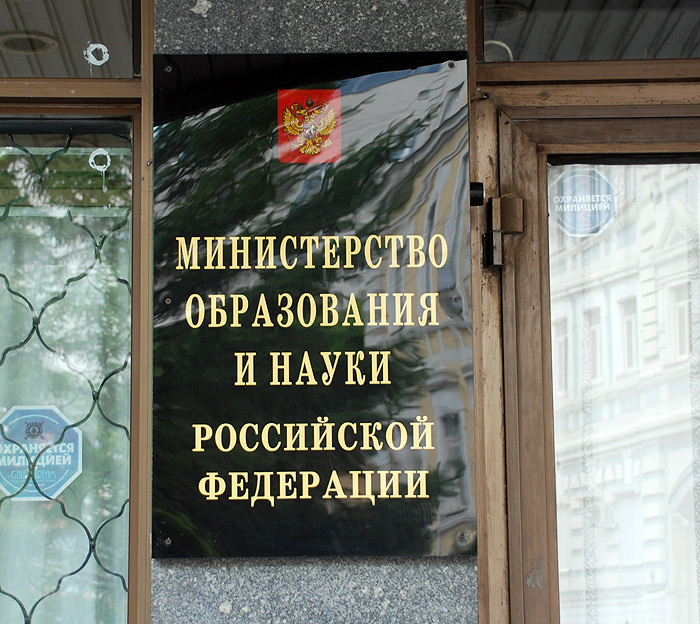 МИНИСТЕРСТВО
ОБРАЗОВАНИЯ
И НАУКИ
РОССИЙСКОЙ
ФЕДЕРАЦИИ
ОХРАНЯЕТСЯ
МИЛИЦИЕЙ
ОХРАНЯЕТСЯ
МИЛИЦИЕЙ